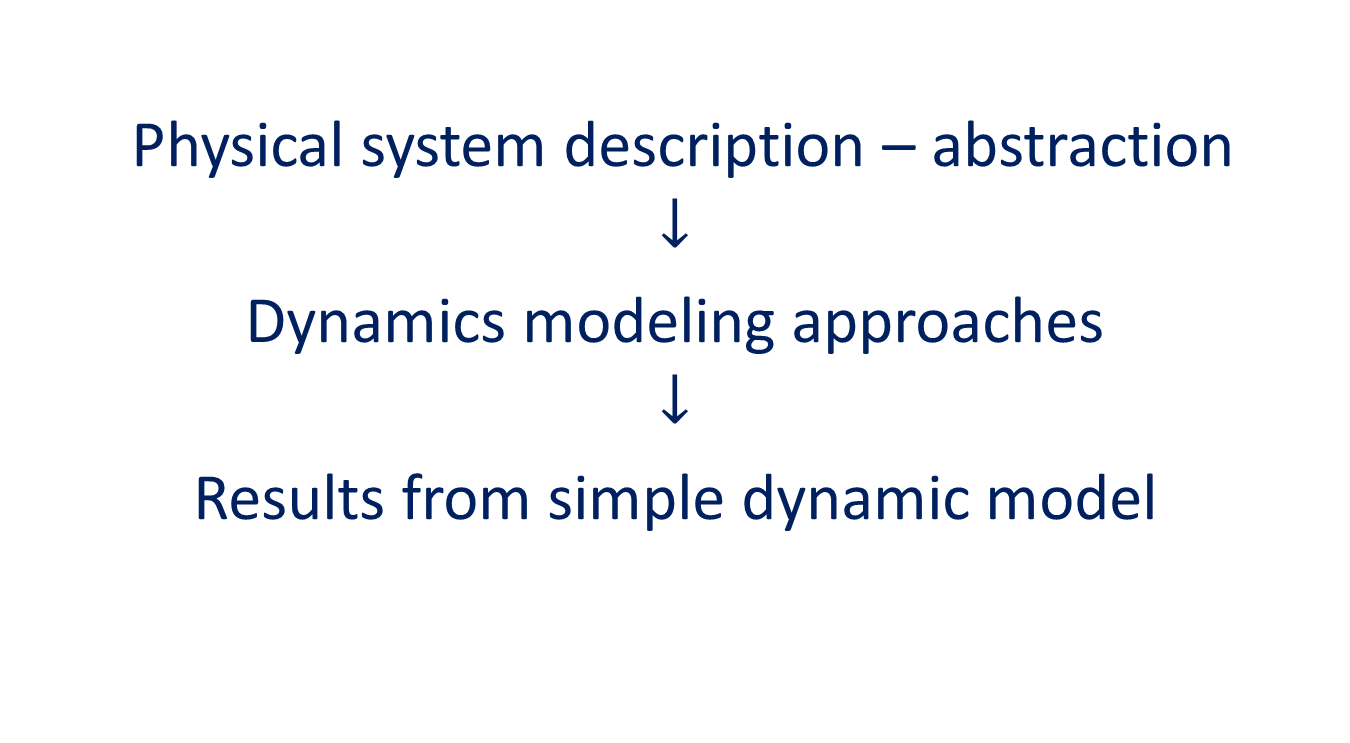 Physical system description – abstraction
↓
Dynamics modeling approaches
↓
Results from simple dynamic model